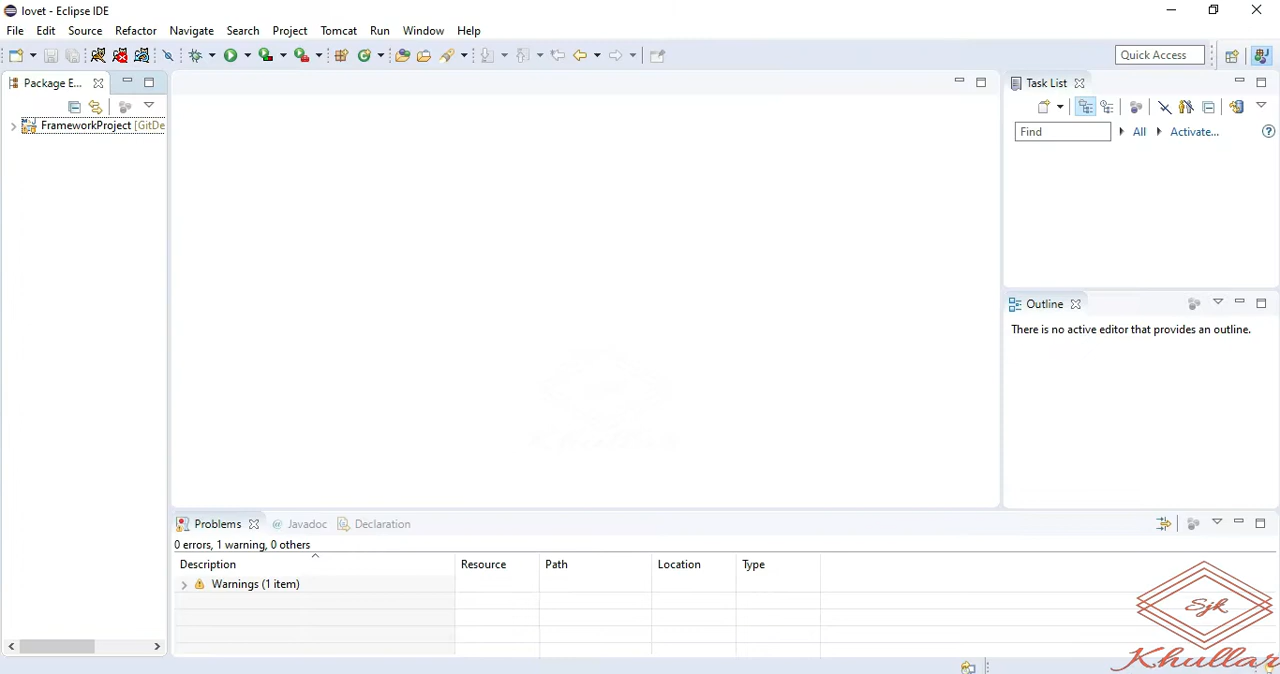 lovet - Eclipse IDE
File Edit Source Refactor Navigate Search Project Tomcat Run Window Help
Quick Access
Package E...
Task List
FrameworkProject [GitDe
Find All Activate...
Outline
There is no active editor that provides an outline.
Problems Javadoc Declaration
0 errors, 1 warning, 0 others
Description Resource Path Location Type
Warnings (1 item)
Sjk
Khullar